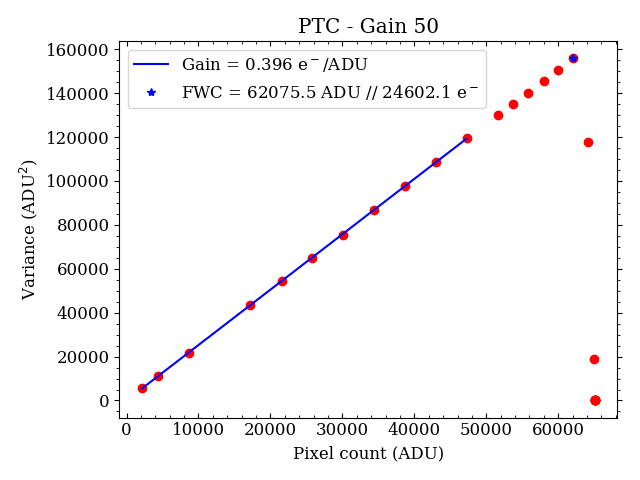 PTC - Gain 50
Gain = 0.396 e⁻/ADU
FWC = 62075.5 ADU // 24602.1 e⁻
Variance (ADU²)
160000
140000
120000
100000
80000
60000
40000
20000
0
0 10000 20000 30000 40000 50000 60000
Pixel count (ADU)